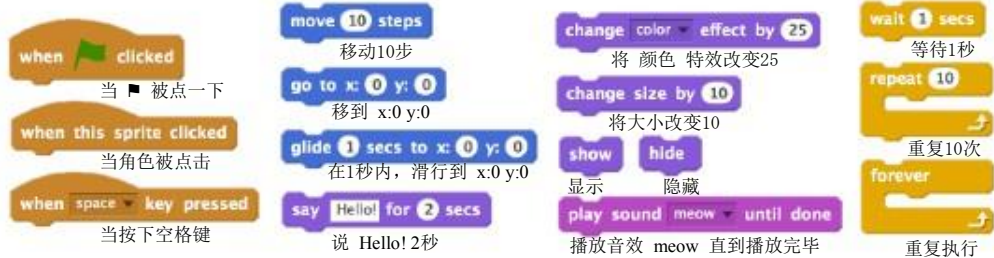 when clicked
当 被点一下
when this sprite clicked
当角色被点击
when space key pressed
当按下空格键
move 10 steps
移动10步
go to x: 0 y: 0
移到 x:0 y:0
glide 1 secs to x: 0 y: 0
在1秒内，滑行到 x:0 y:0
say Hello! for 2 secs
说 Hello! 2秒
change color effect by 25
将 颜色 特效改变25
change size by 10
将大小改变10
show hide
显示 隐藏
play sound meow until done
播放音效 meow 直到播放完毕
wait 1 secs
等待1秒
repeat 10
重复10次
forever
重复执行